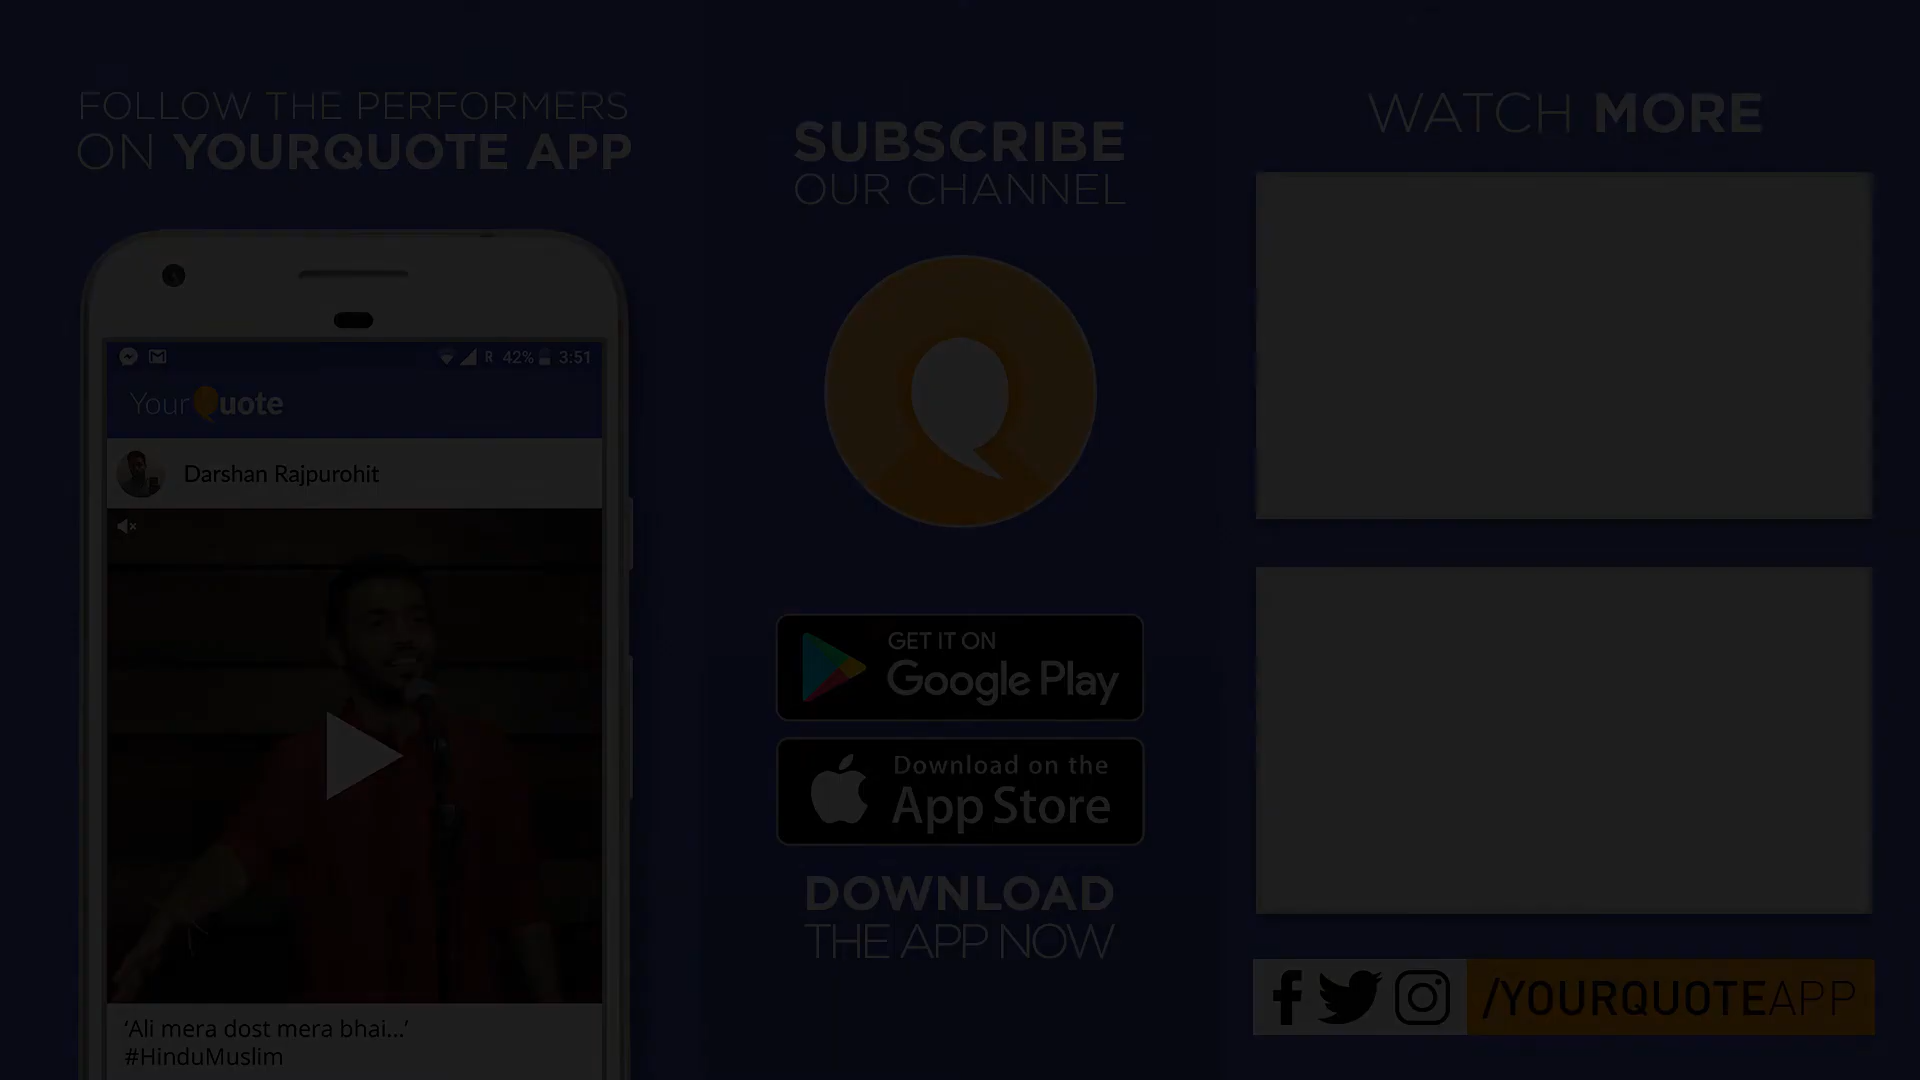 FOLLOW THE PERFORMERS
ON YOURQUOTE APP
R 42% 3:51
YourQuote
Darshan Rajpurohit
‘Ali mera dost mera bhai...’
#HinduMuslim
SUBSCRIBE
OUR CHANNEL
GET IT ON
Google Play
Download on the
App Store
DOWNLOAD
THE APP NOW
WATCH MORE
/YOURQUOTEAPP